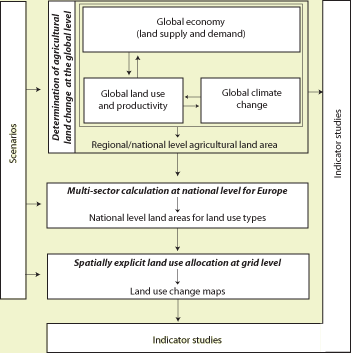 Scenarios
Determination of agricultural
land change at the global level
Global economy
(land supply and demand)
Global land use
and productivity
Global climate
change
Regional/national level agricultural land area
Multi-sector calculation at national level for Europe
National level land areas for land use types
Spatially explicit land use allocation at grid level
Land use change maps
Indicator studies
Indicator studies